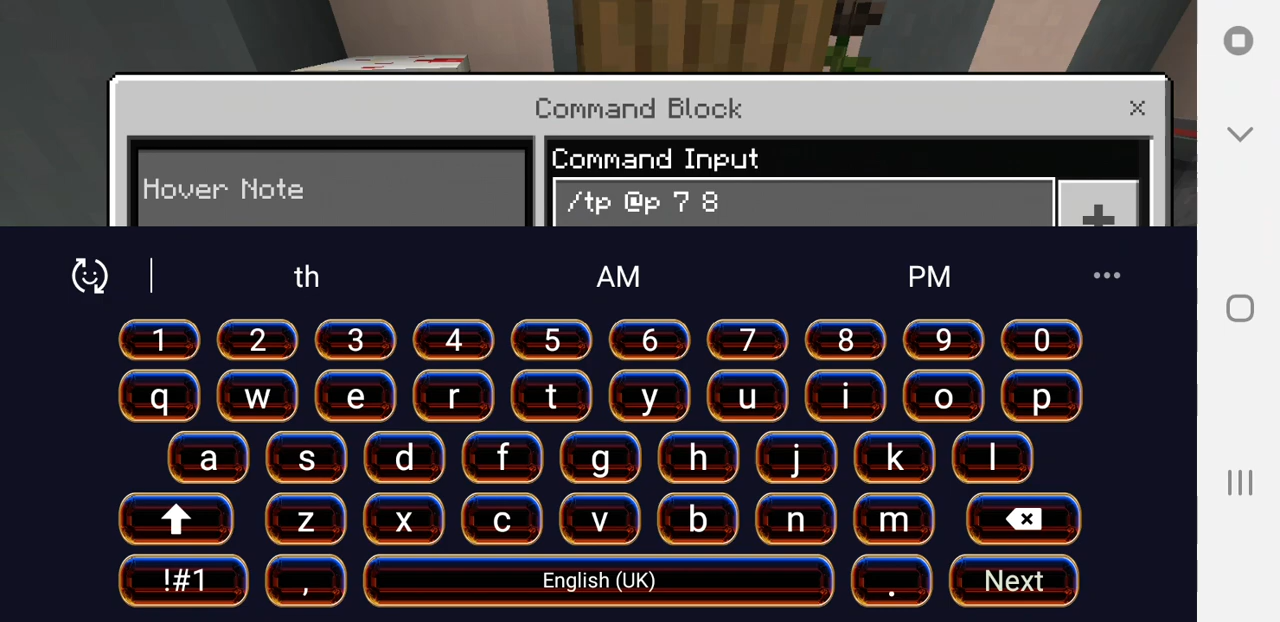 Command Block
Command Input
Hover Note
/tp @p 7 8
th AM PM
1 2 3 4 5 6 7 8 9 0
q w e r t y u i o p
a s d f g h j k l
z x c v b n m
!#1 , English (UK) . Next